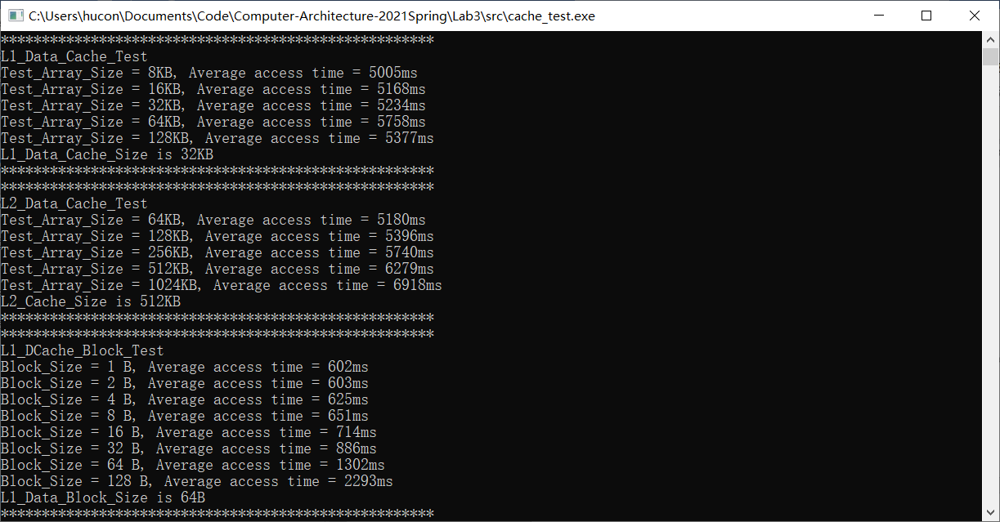 C:\Users\hucon\Documents\Code\Computer-Architecture-2021Spring\Lab3\src\cache_test.exe
*****************************************************
L1_Data_Cache_Test
Test_Array_Size = 8KB, Average access time = 5005ms
Test_Array_Size = 16KB, Average access time = 5168ms
Test_Array_Size = 32KB, Average access time = 5234ms
Test_Array_Size = 64KB, Average access time = 5758ms
Test_Array_Size = 128KB, Average access time = 5377ms
L1_Data_Cache_Size is 32KB
*****************************************************
*****************************************************
L2_Data_Cache_Test
Test_Array_Size = 64KB, Average access time = 5180ms
Test_Array_Size = 128KB, Average access time = 5396ms
Test_Array_Size = 256KB, Average access time = 5740ms
Test_Array_Size = 512KB, Average access time = 6279ms
Test_Array_Size = 1024KB, Average access time = 6918ms
L2_Cache_Size is 512KB
*****************************************************
*****************************************************
L1_DCache_Block_Test
Block_Size = 1 B, Average access time = 602ms
Block_Size = 2 B, Average access time = 603ms
Block_Size = 4 B, Average access time = 625ms
Block_Size = 8 B, Average access time = 651ms
Block_Size = 16 B, Average access time = 714ms
Block_Size = 32 B, Average access time = 886ms
Block_Size = 64 B, Average access time = 1302ms
Block_Size = 128 B, Average access time = 2293ms
L1_Data_Block_Size is 64B
*****************************************************